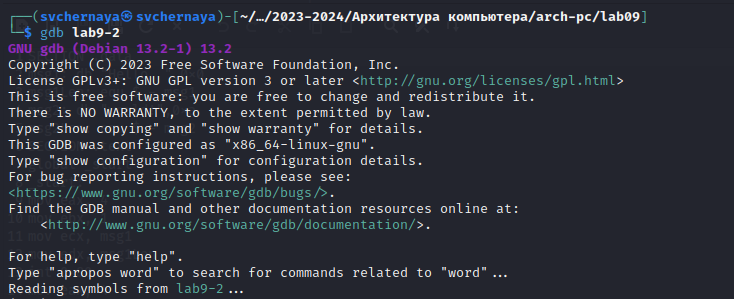 ┌──(svchernaya㉿svchernaya)-[~/…/2023-2024/Архитектура компьютера/arch-pc/lab09]
└─$ gdb lab9-2
GNU gdb (Debian 13.2-1) 13.2
Copyright (C) 2023 Free Software Foundation, Inc.
License GPLv3+: GNU GPL version 3 or later <http://gnu.org/licenses/gpl.html>
This is free software: you are free to change and redistribute it.
There is NO WARRANTY, to the extent permitted by law.
Type "show copying" and "show warranty" for details.
This GDB was configured as "x86_64-linux-gnu".
Type "show configuration" for configuration details.
For bug reporting instructions, please see:
<https://www.gnu.org/software/gdb/bugs/>.
Find the GDB manual and other documentation resources online at:
    <http://www.gnu.org/software/gdb/documentation/>.
11 mov ecx, msg1
For help, type "help".
Type "apropos word" to search for commands related to "word"...
Reading symbols from lab9-2...